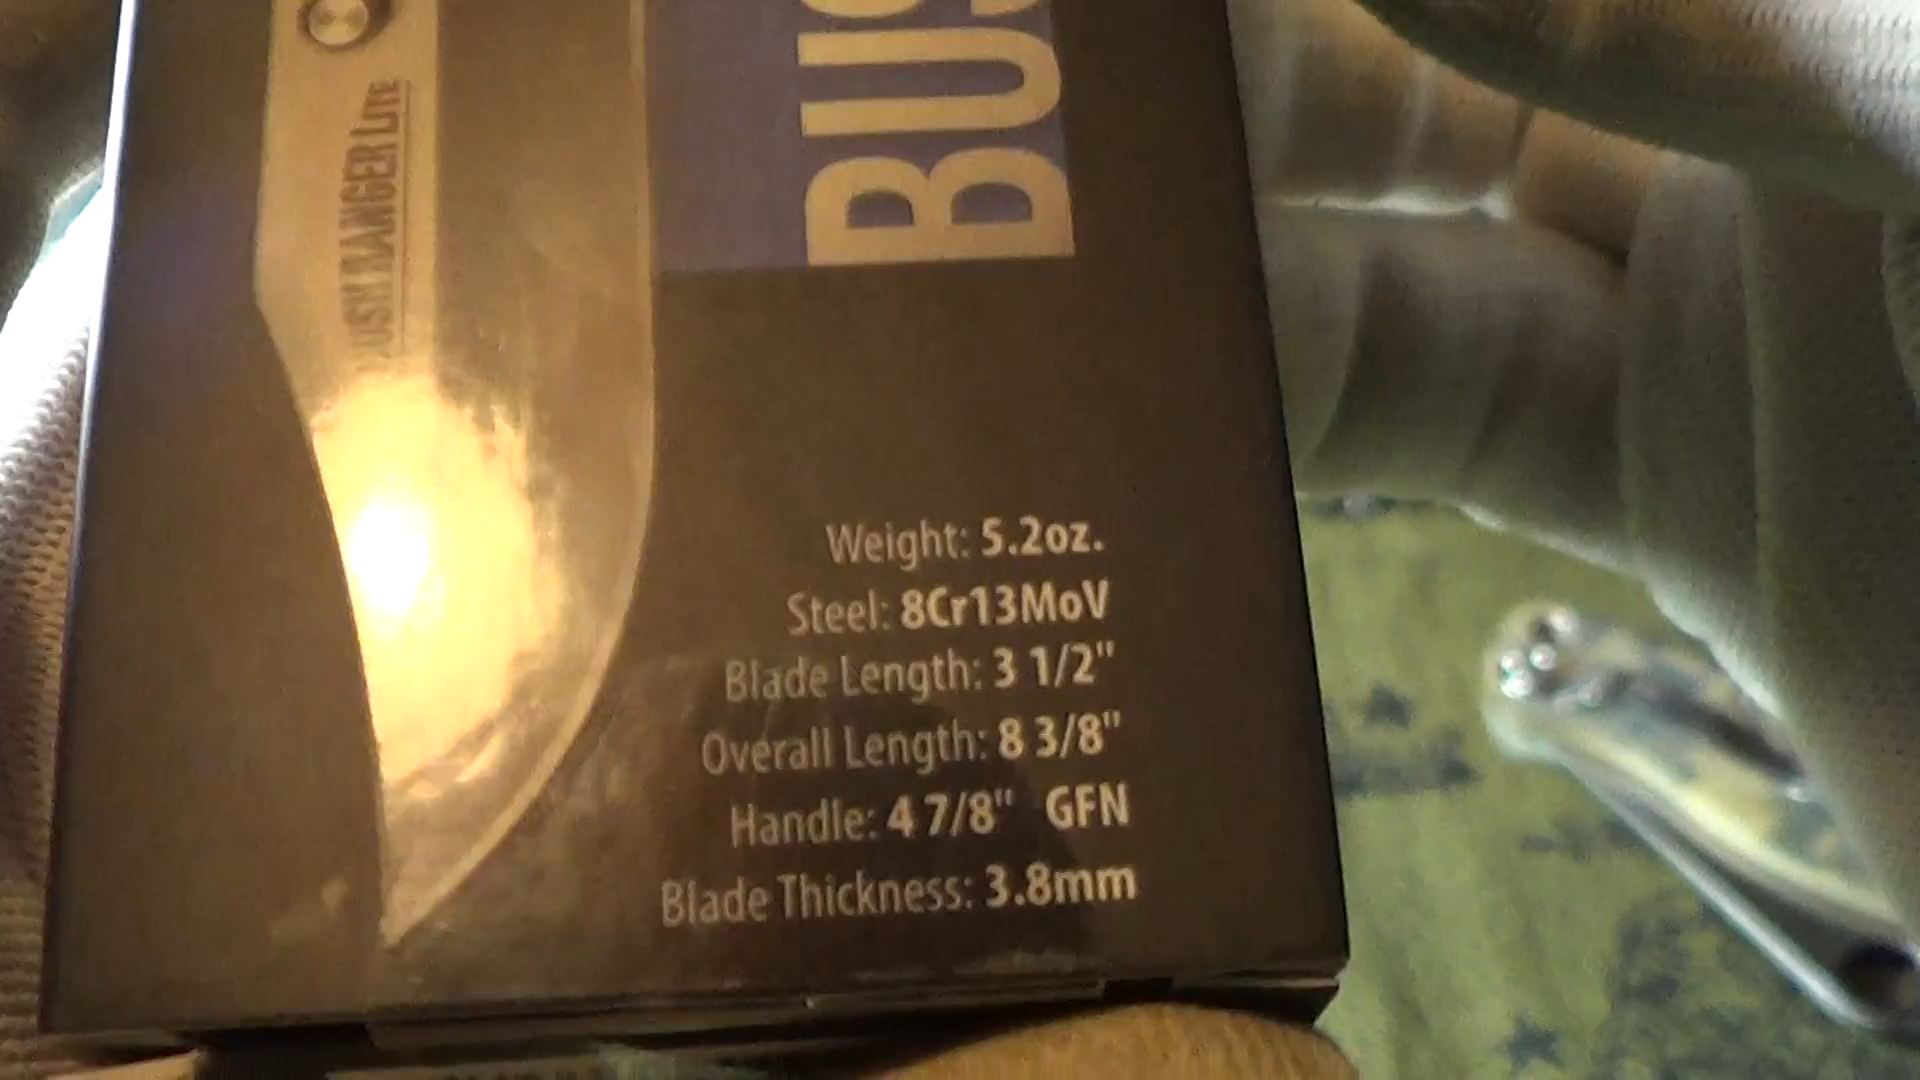 BUSH RANGER LITE
BUS
Weight: 5.2oz.
Steel: 8Cr13MoV
Blade Length: 3 1/2"
Overall Length: 8 3/8"
Handle: 4 7/8" GFN
Blade Thickness: 3.8mm